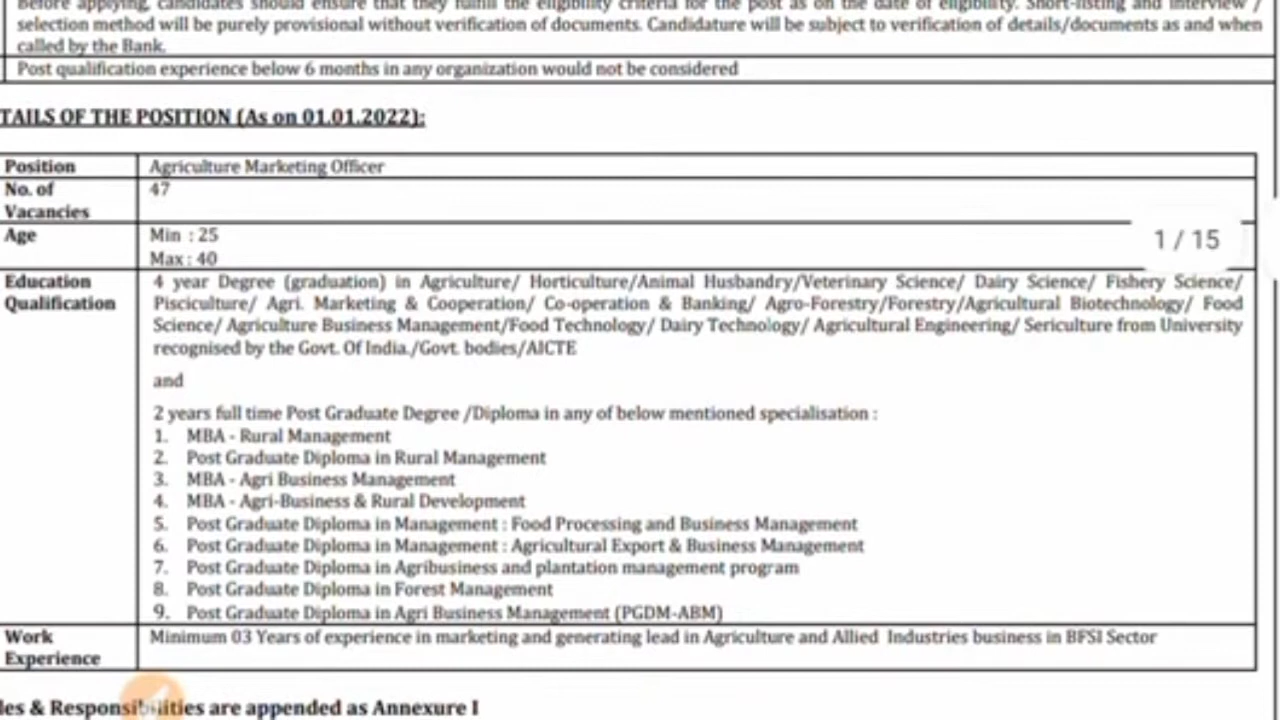 Before applying, candidates should ensure that they fulfil the eligibility criteria for the post as on the date of eligibility. Short-listing and interview /
selection method will be purely provisional without verification of documents. Candidature will be subject to verification of details/documents as and when
called by the Bank.
Post qualification experience below 6 months in any organization would not be considered
TAILS OF THE POSITION (As on 01.01.2022):
Position Agriculture Marketing Officer
No. of Vacancies 47
Age Min : 25
Max : 40
1 / 15
Education Qualification
4 year Degree (graduation) in Agriculture/ Horticulture/Animal Husbandry/Veterinary Science/ Dairy Science/ Fishery Science/
Pisciculture/ Agri. Marketing & Cooperation/ Co-operation & Banking/ Agro-Forestry/Forestry/Agricultural Biotechnology/ Food
Science/ Agriculture Business Management/Food Technology/ Dairy Technology/ Agricultural Engineering/ Sericulture from University
recognised by the Govt. Of India./Govt. bodies/AICTE
and
2 years full time Post Graduate Degree /Diploma in any of below mentioned specialisation :
1. MBA - Rural Management
2. Post Graduate Diploma in Rural Management
3. MBA - Agri Business Management
4. MBA - Agri-Business & Rural Development
5. Post Graduate Diploma in Management : Food Processing and Business Management
6. Post Graduate Diploma in Management : Agricultural Export & Business Management
7. Post Graduate Diploma in Agribusiness and plantation management program
8. Post Graduate Diploma in Forest Management
9. Post Graduate Diploma in Agri Business Management (PGDM-ABM)
Work Experience
Minimum 03 Years of experience in marketing and generating lead in Agriculture and Allied Industries business in BFSI Sector
les & Responsibilities are appended as Annexure I